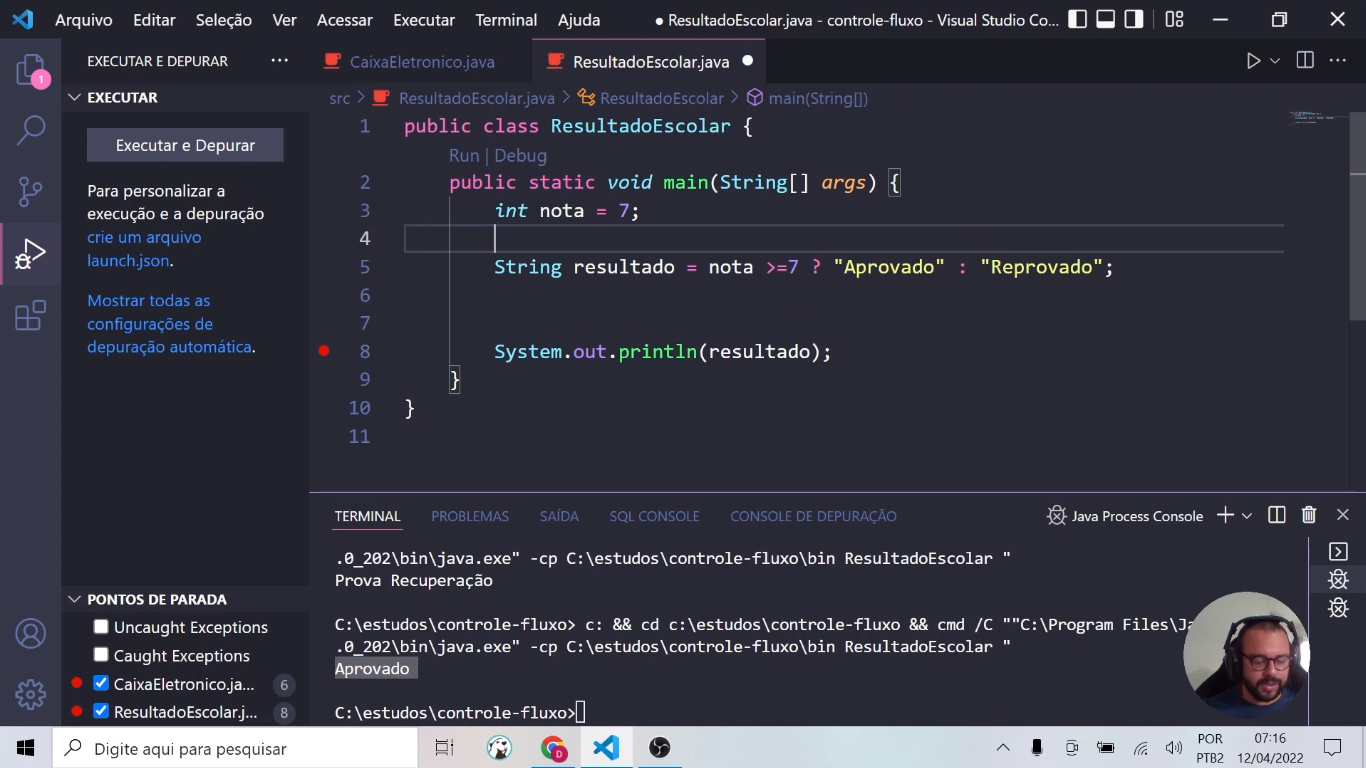 Arquivo Editar Seleção Ver Acessar Executar Terminal Ajuda ● ResultadoEscolar.java - controle-fluxo - Visual Studio Co...
EXECUTAR E DEPURAR ...
CaixaEletronico.java ResultadoEscolar.java
1
EXECUTAR
src > ResultadoEscolar.java > ResultadoEscolar > main(String[])
1 public class ResultadoEscolar {
Executar e Depurar
Run | Debug
Para personalizar a
execução e a depuração
crie um arquivo
launch.json.
Mostrar todas as
configurações de
depuração automática.
2 public static void main(String[] args) {
3 int nota = 7;
4
5 String resultado = nota >=7 ? "Aprovado" : "Reprovado";
6
7
8 System.out.println(resultado);
9 }
10 }
11
TERMINAL PROBLEMAS SAÍDA SQL CONSOLE CONSOLE DE DEPURAÇÃO Java Process Console
.0_202\bin\java.exe" -cp C:\estudos\controle-fluxo\bin ResultadoEscolar "
Prova Recuperação
C:\estudos\controle-fluxo> c: && cd c:\estudos\controle-fluxo && cmd /C ""C:\Program Files\Ja
.0_202\bin\java.exe" -cp C:\estudos\controle-fluxo\bin ResultadoEscolar "
Aprovado
C:\estudos\controle-fluxo>
PONTOS DE PARADA
Uncaught Exceptions
Caught Exceptions
CaixaEletronico.ja... 6
ResultadoEscolar.j... 8
Digite aqui para pesquisar
POR
PTB2
07:16
12/04/2022